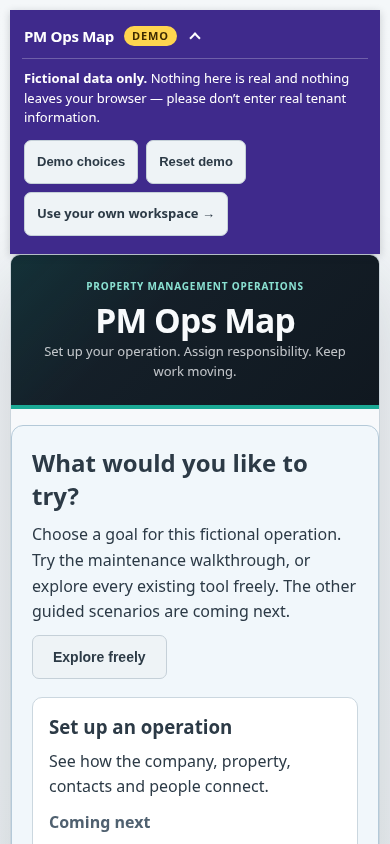 PM Ops Map DEMO
Fictional data only. Nothing here is real and nothing
leaves your browser — please don’t enter real tenant
information.
Demo choices Reset demo
Use your own workspace →
PROPERTY MANAGEMENT OPERATIONS
PM Ops Map
Set up your operation. Assign responsibility. Keep
work moving.
What would you like to
try?
Choose a goal for this fictional operation.
Try the maintenance walkthrough, or
explore every existing tool freely. The other
guided scenarios are coming next.
Explore freely
Set up an operation
See how the company, property,
contacts and people connect.
Coming next